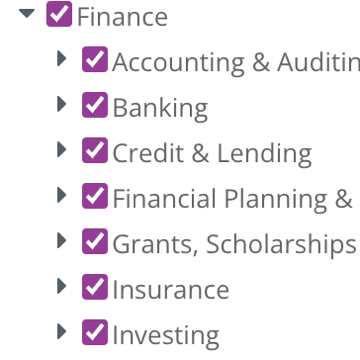 Finance
Accounting & Auditin
Banking
Credit & Lending
Financial Planning &
Grants, Scholarships
Insurance
Investing